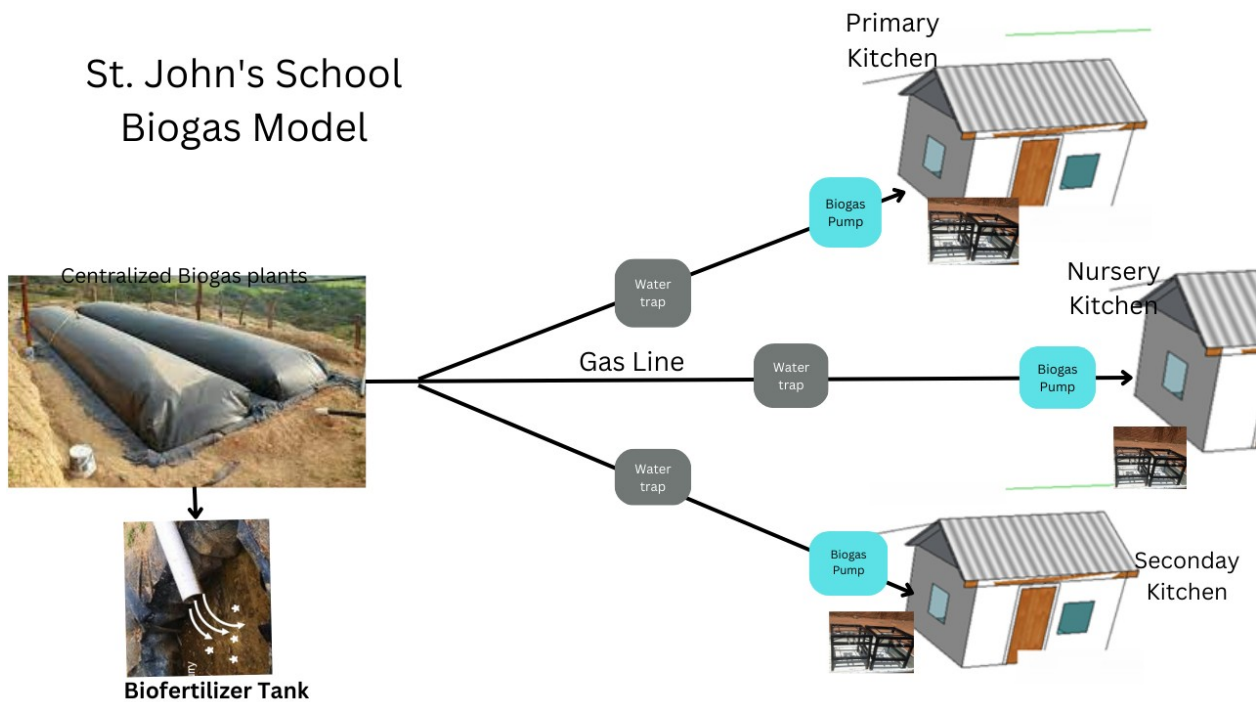 St. John's School
Biogas Model
Primary
Kitchen
Biogas
Pump
Water
trap
Centralized Biogas plants
Nursery
Kitchen
Gas Line
Water
trap
Biogas
Pump
Water
trap
Biogas
Pump
Seconday
Kitchen
Biofertilizer Tank